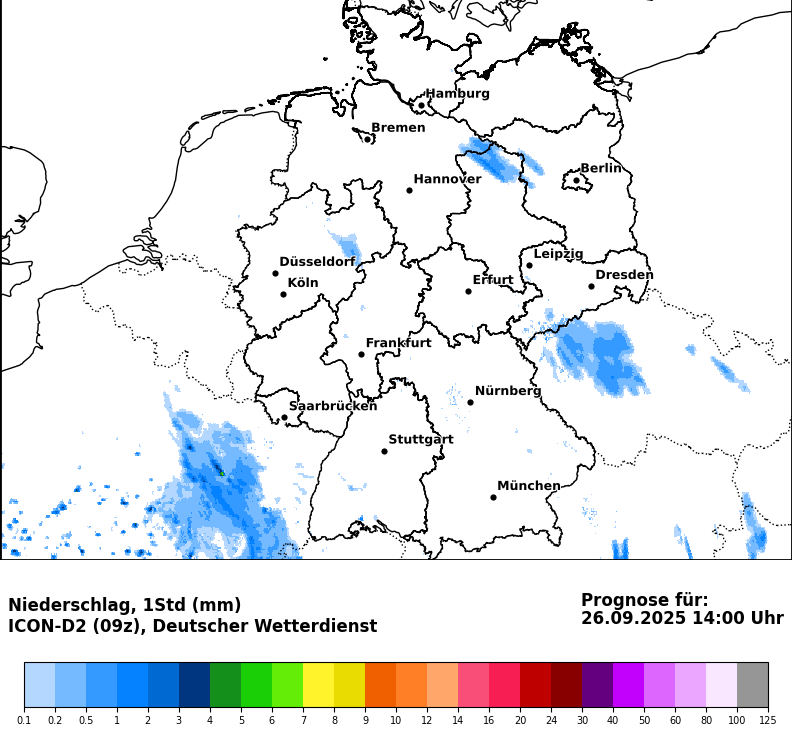 Hamburg
Bremen
Berlin
Hannover
Leipzig
Düsseldorf
Dresden
Köln
Erfurt
Frankfurt
Nürnberg
Saarbrücken
Stuttgart
München
Niederschlag, 1Std (mm)
ICON-D2 (09z), Deutscher Wetterdienst
Prognose für:
26.09.2025 14:00 Uhr
0.1 0.2 0.5 1 2 3 4 5 6 7 8 9 10 12 14 16 20 24 30 40 50 60 80 100 125